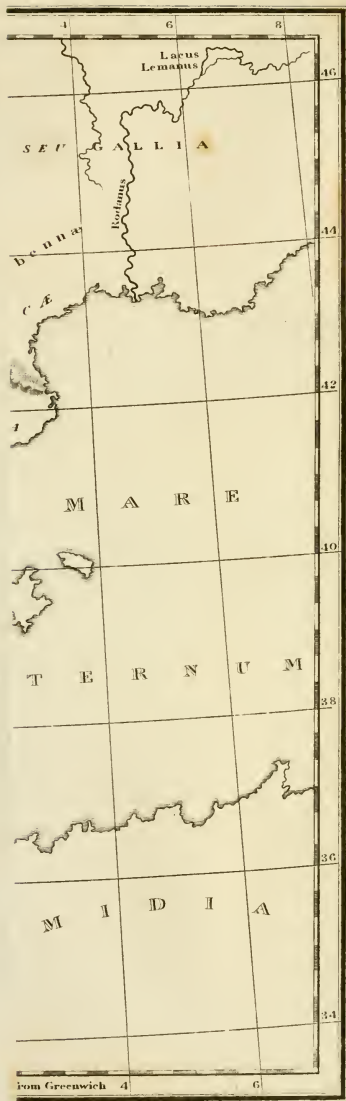 4 6 8
Lacus
Lemanus
46
SEU GALLIA
Rodanus
44
benna
CÆ
42
I
MARE
40
TERNUM
38
36
MIDIA
34
rom Greenwich 4 6